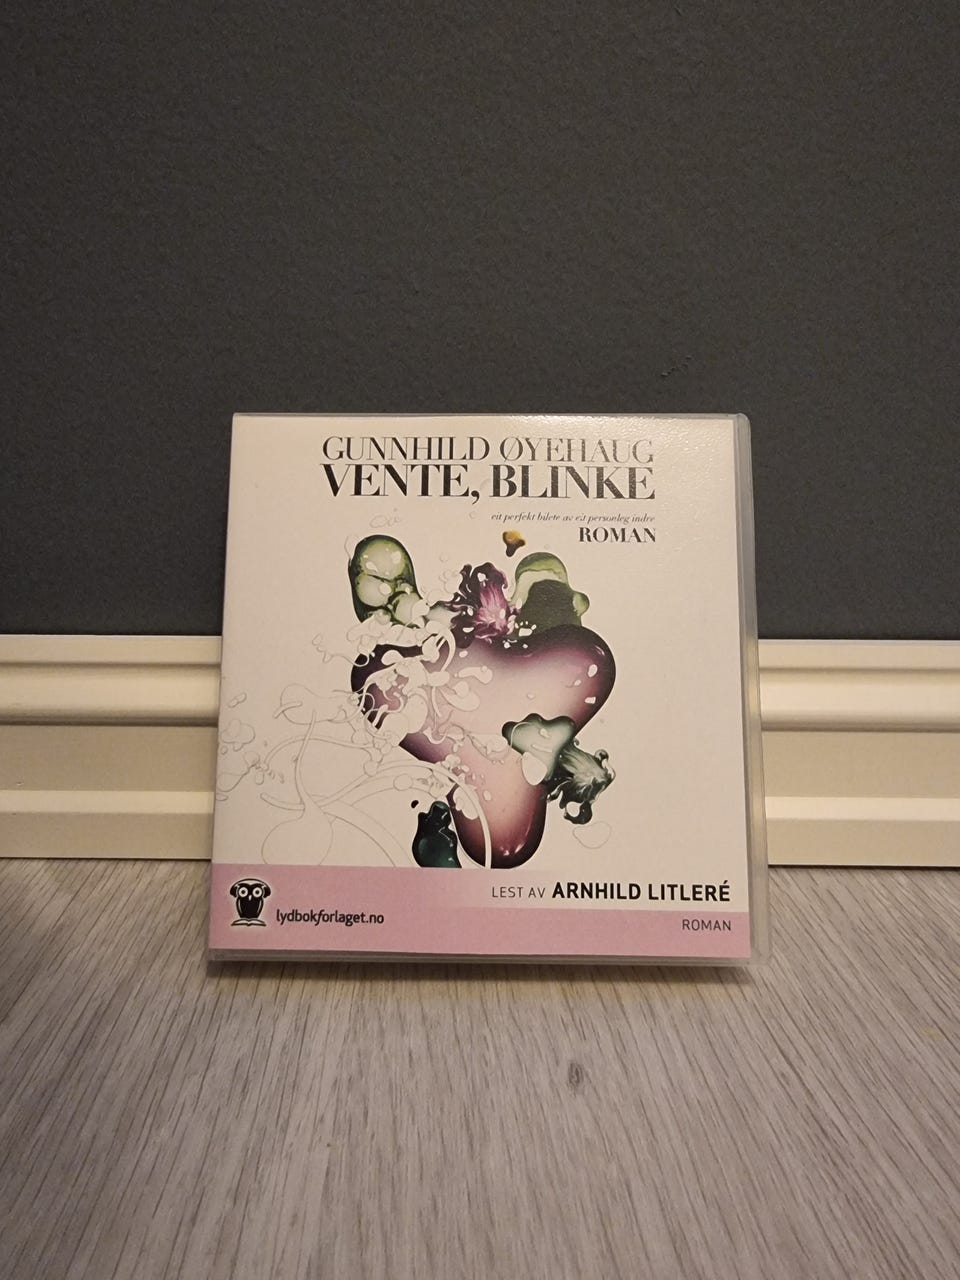 GUNNHILD ØYEHAUG
VENTE, BLINKE
eit perfekt bilete av eit personleg indre
ROMAN
LEST AV ARNHILD LITLERÉ
lydbokforlaget.no
ROMAN